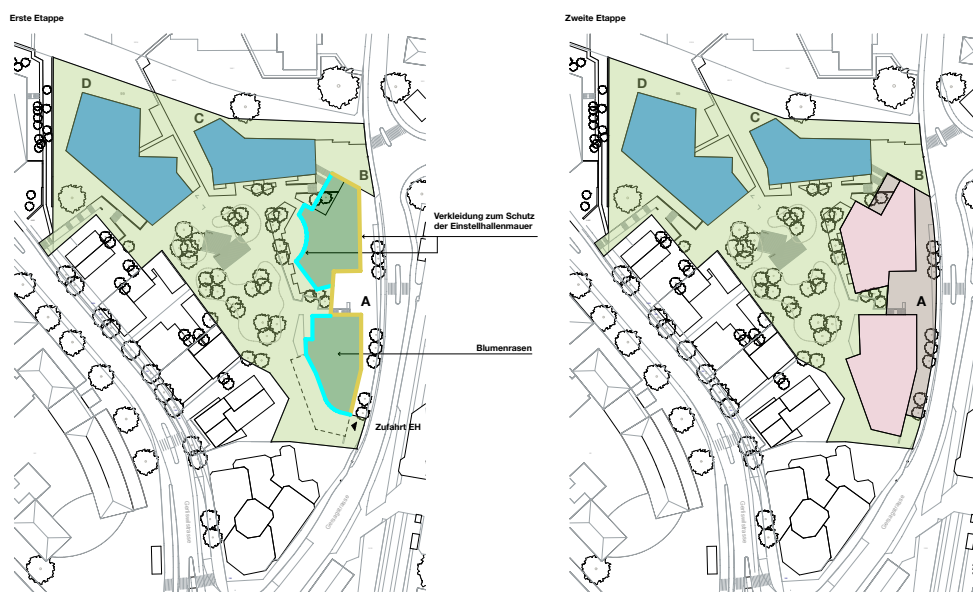 Erste Etappe
Zweite Etappe
D
C
B
Verkleidung zum Schutz
der Einstellhallenmauer
A
Blumenrasen
Zufahrt EH
D
C
B
A